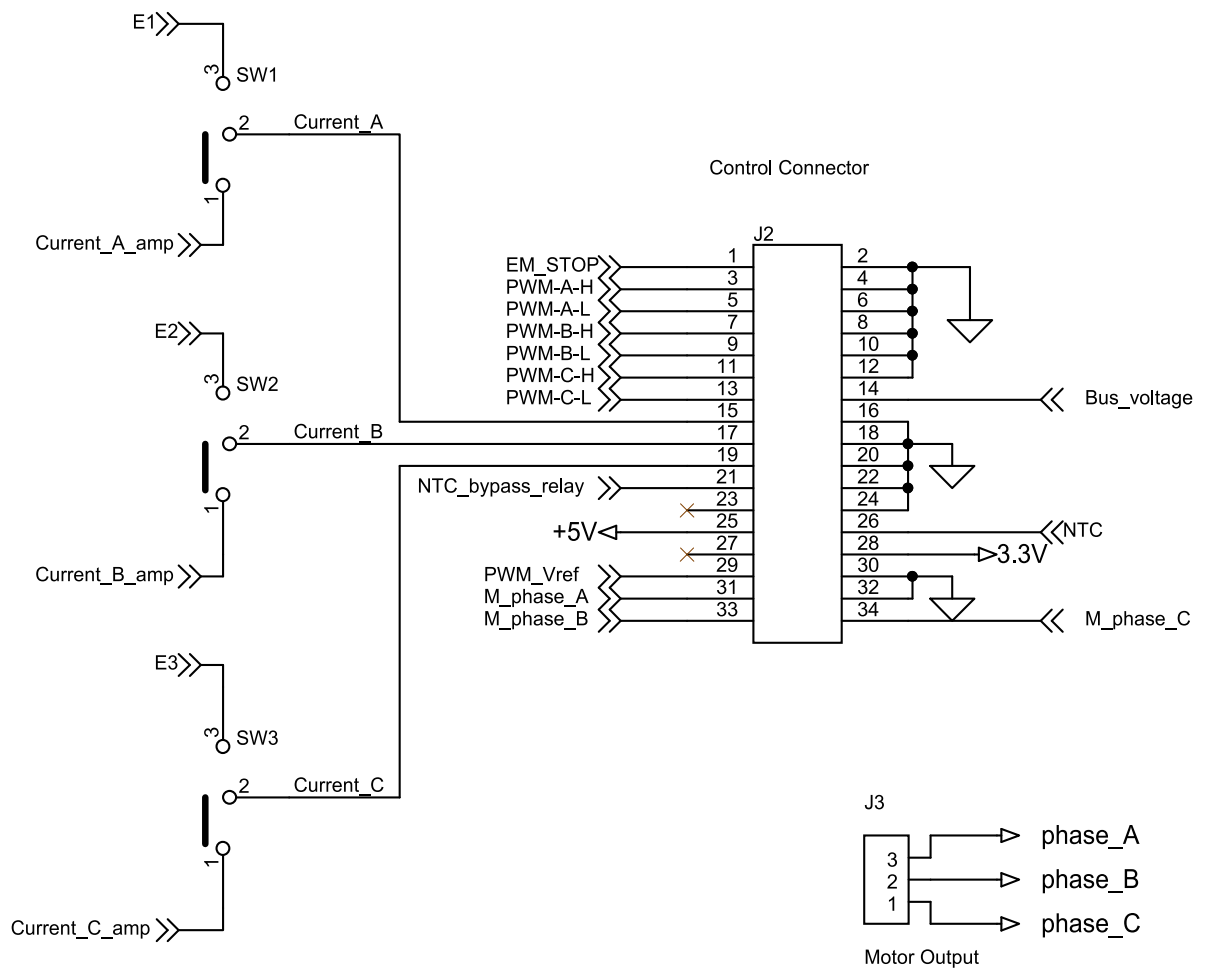 E1
3
SW1
2
Current_A
1
Current_A_amp
E2
3
SW2
2
Current_B
1
Current_B_amp
E3
3
SW3
2
Current_C
1
Current_C_amp
Control Connector
J2
EM_STOP 1 2
PWM-A-H 3 4
PWM-A-L 5 6
PWM-B-H 7 8
PWM-B-L 9 10
PWM-C-H 11 12
PWM-C-L 13 14 Bus_voltage
15 16
17 18
19 20
NTC_bypass_relay 21 22
23 24
+5V 25 26 NTC
27 28 3.3V
PWM_Vref 29 30
M_phase_A 31 32
M_phase_B 33 34 M_phase_C
J3
3 phase_A
2 phase_B
1 phase_C
Motor Output